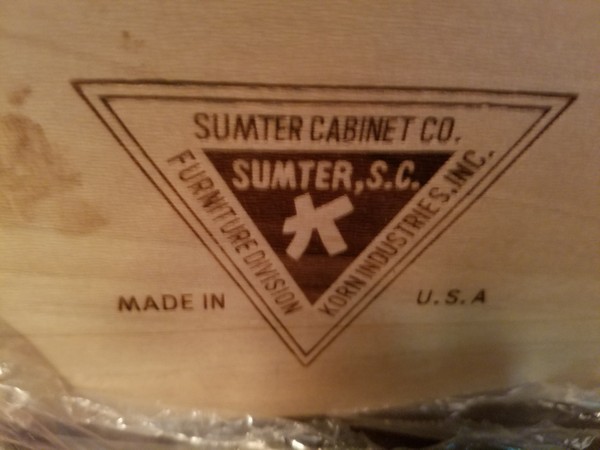 SUMTER CABINET CO.
SUMTER, S.C.
FURNITURE DIVISION
KORN INDUSTRIES, INC.
K
MADE IN U.S.A